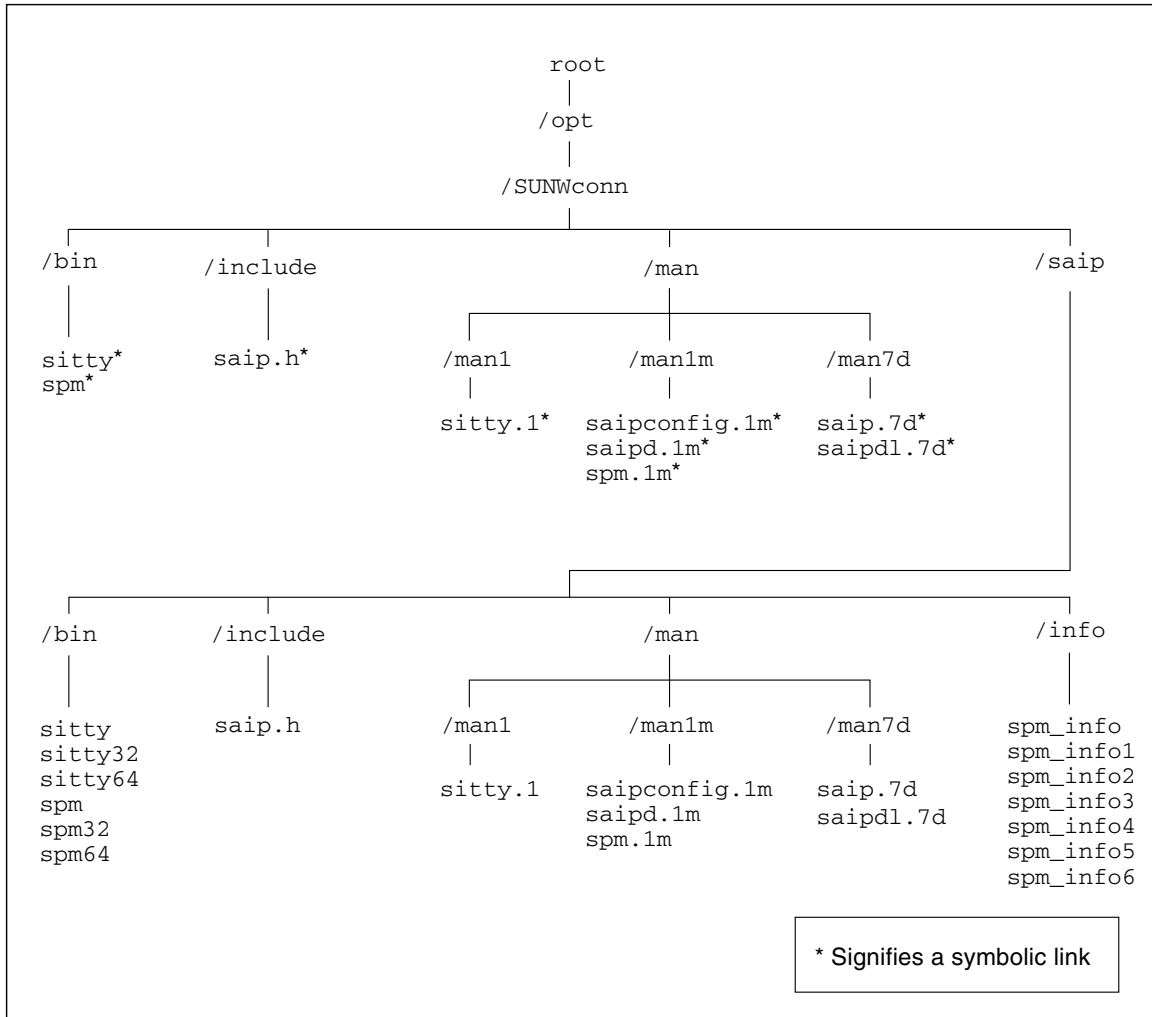 root
/opt
/SUNWconn
/bin /include /man /saip
sitty* saip.h* /man1 /man1m /man7d
spm*
sitty.1* saipconfig.1m* saip.7d*
saipd.1m* saipdl.7d*
spm.1m*
/bin /include /man /info
sitty saip.h /man1 /man1m /man7d spm_info
sitty32 spm_info1
sitty64 sitty.1 saipconfig.1m saip.7d spm_info2
spm saipd.1m saipdl.7d spm_info3
spm32 spm.1m spm_info4
spm64 spm_info5
spm_info6
* Signifies a symbolic link